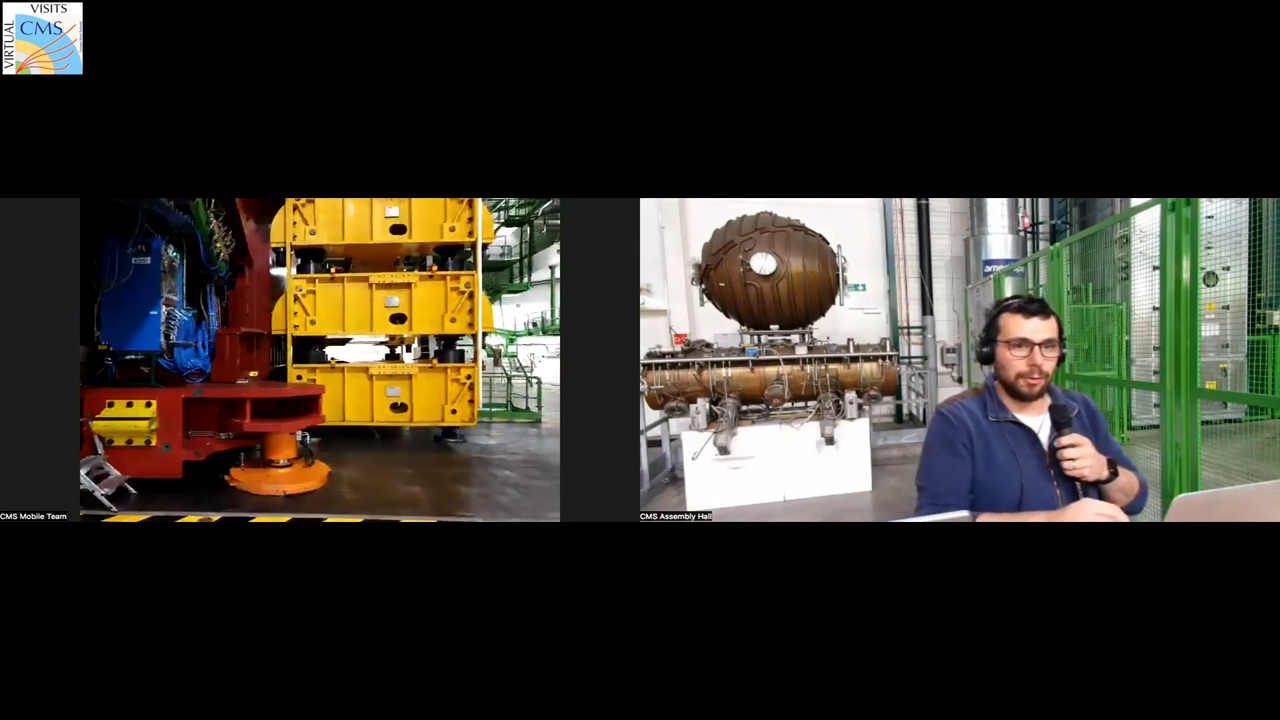 VISITS
CMS
VIRTUAL
CMS Mobile Team
CMS Assembly Hall